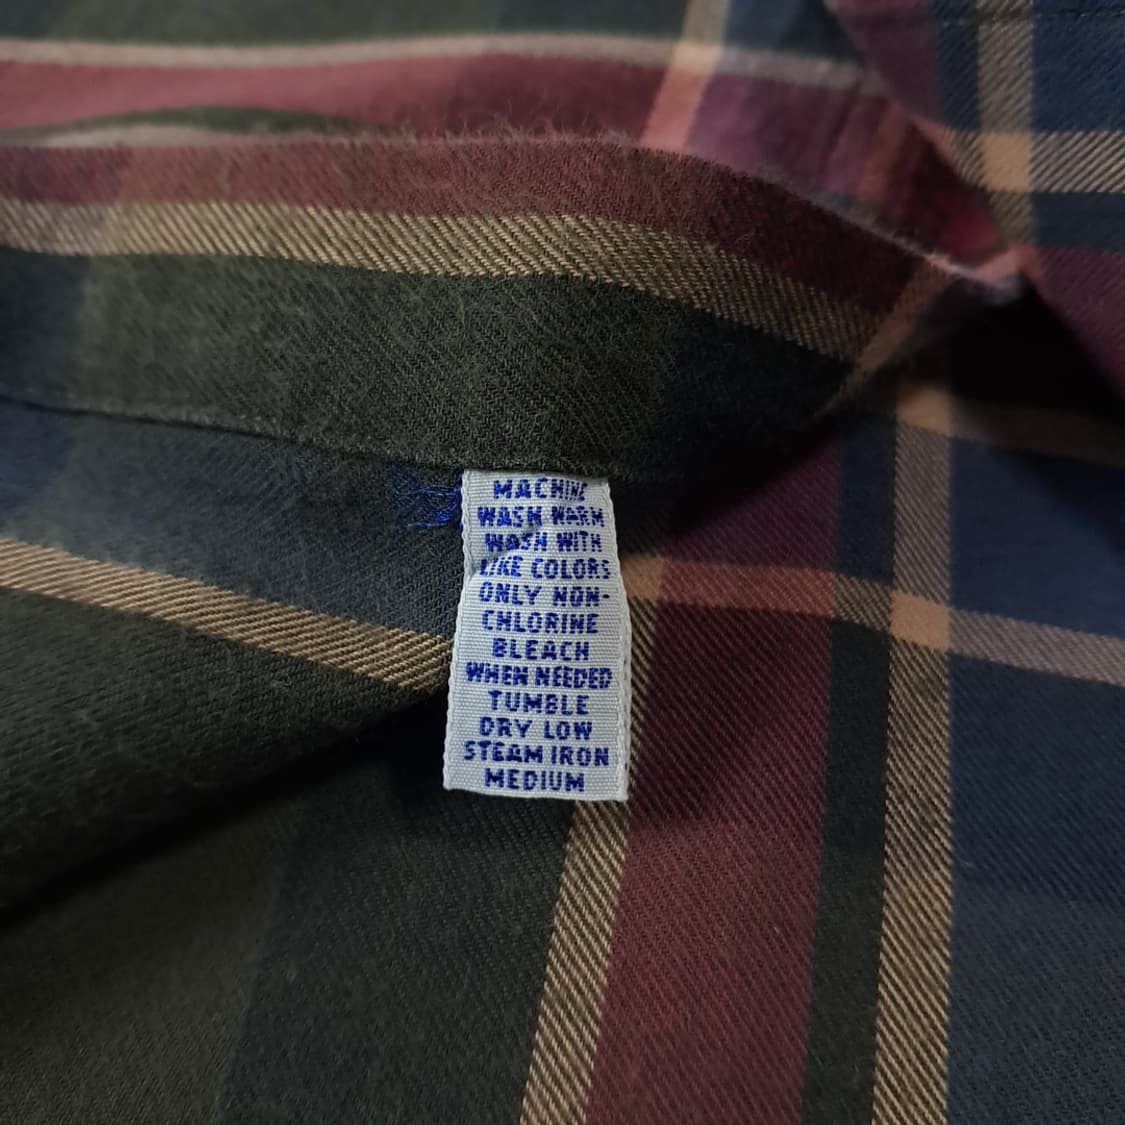 MACHINE
WASH WARM
WASH WITH
LIKE COLORS
ONLY NON-
CHLORINE
BLEACH
WHEN NEEDED
TUMBLE
DRY LOW
STEAM IRON
MEDIUM